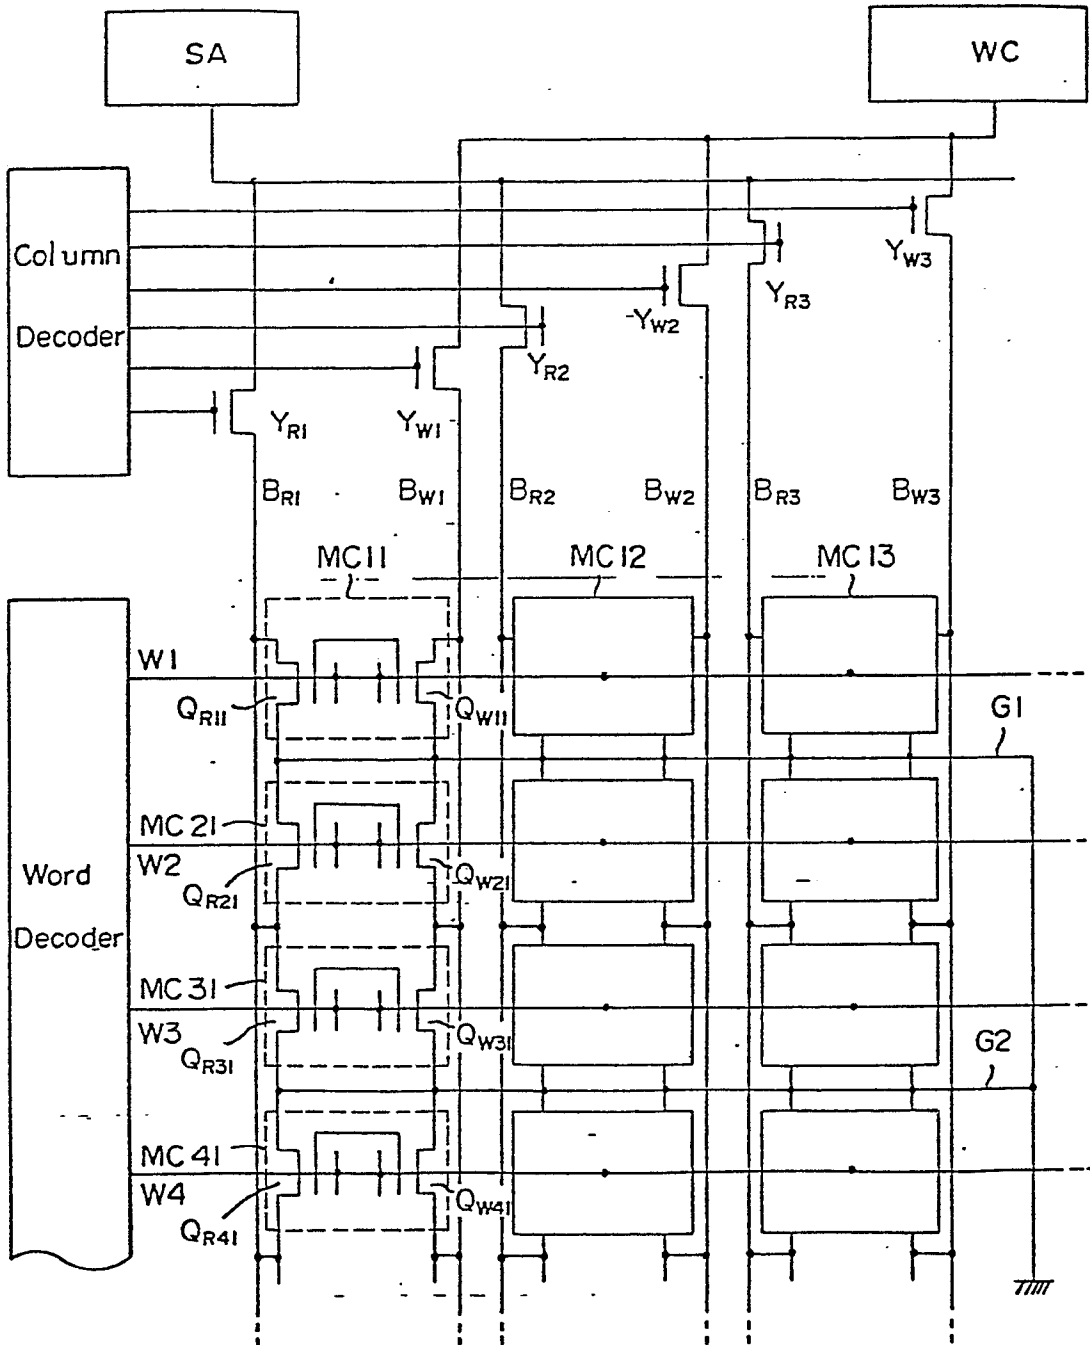 SA
WC
Column
Decoder
YW3
YR3
YW2
YR2
YR1
YW1
BR1
BW1
BR2
BW2
BR3
BW3
MC11
MC12
MC13
W1
QR11
QW11
G1
MC21
W2
QR21
QW21
Word
Decoder
MC31
W3
QR31
QW31
G2
MC41
W4
QR41
QW41